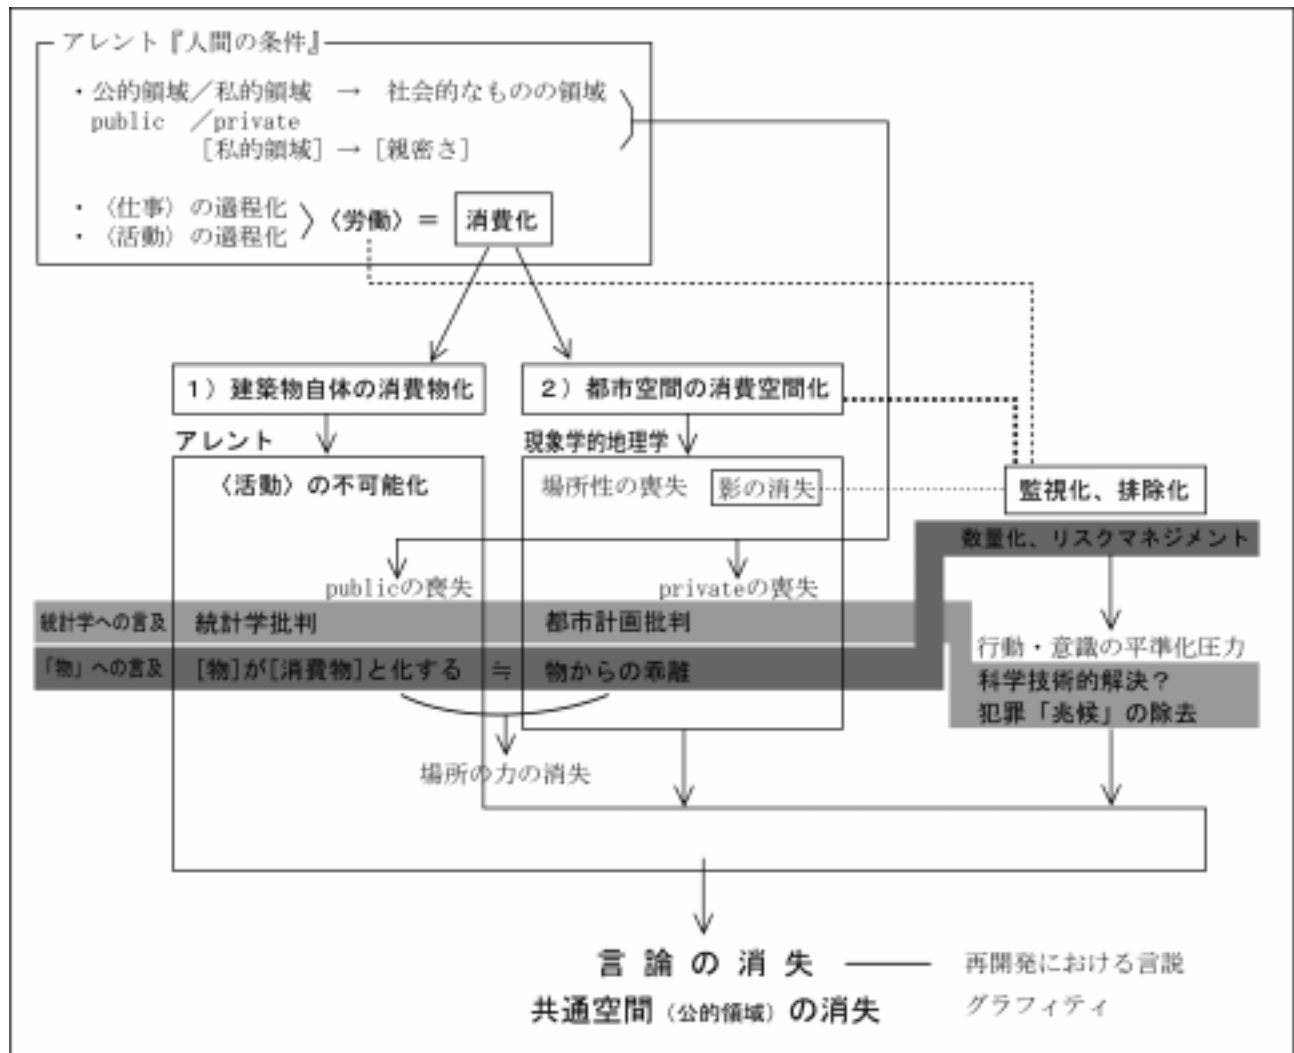 アレント『人間の条件』
・公的領域／私的領域 → 社会的なものの領域
public ／private
[私的領域] → [親密さ]
・〈仕事〉の過程化
・〈活動〉の過程化
〈労働〉＝ 消費化
1）建築物自体の消費物化
2）都市空間の消費空間化
アレント
現象学的地理学
〈活動〉の不可能化
場所性の喪失 影の消失
監視化、排除化
数量化、リスクマネジメント
publicの喪失
privateの喪失
統計学への言及 統計学批判 都市計画批判
行動・意識の平準化圧力
「物」への言及 [物]が[消費物]と化する ≒ 物からの乖離
科学技術的解決？
犯罪「兆候」の除去
場所の力の消失
言論の消失
再開発における言説
共通空間（公的領域）の消失
グラフィティ